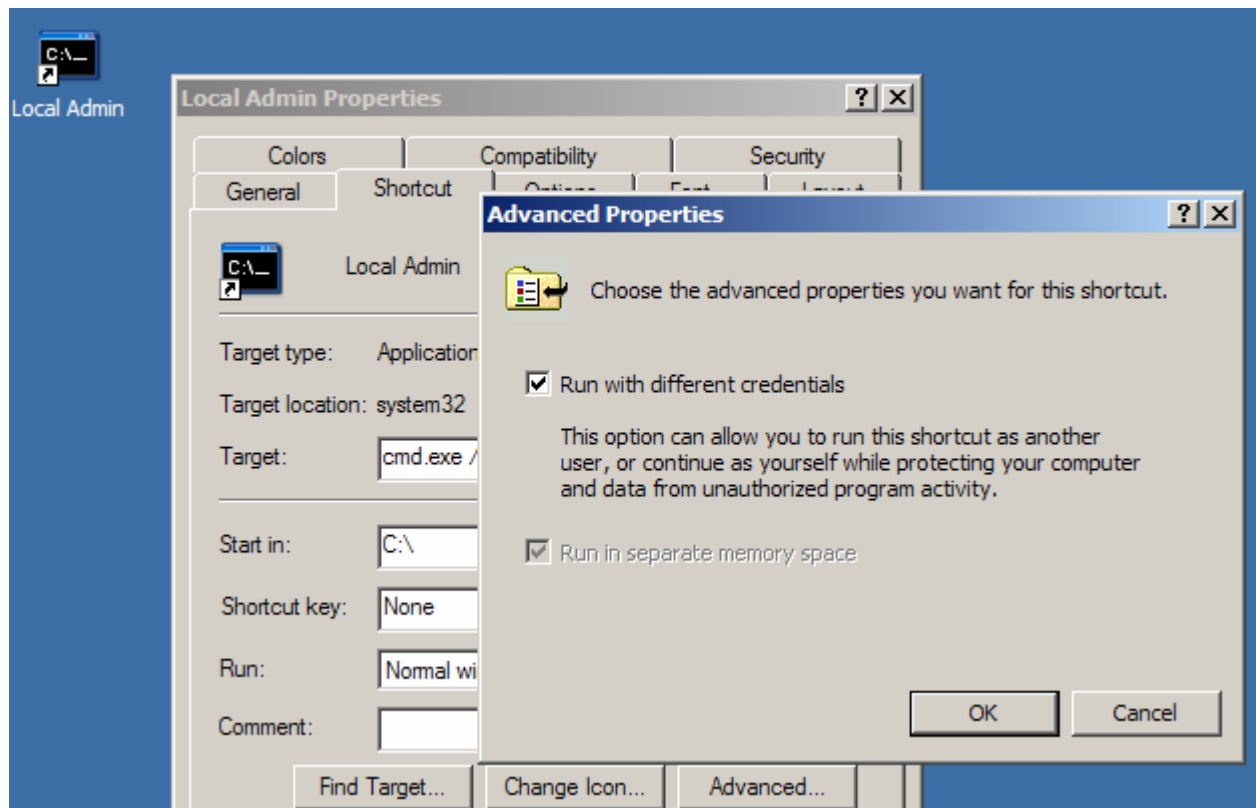 C:\_
Local Admin
Local Admin Properties
Colors Compatibility Security
General Shortcut Options Font Layout
C:\_ Local Admin
Target type: Application
Target location: system32
Target: cmd.exe /
Start in: C:\
Shortcut key: None
Run: Normal wi
Comment:
Find Target... Change Icon... Advanced...
Advanced Properties
Choose the advanced properties you want for this shortcut.
Run with different credentials
This option can allow you to run this shortcut as another
user, or continue as yourself while protecting your computer
and data from unauthorized program activity.
Run in separate memory space
OK Cancel